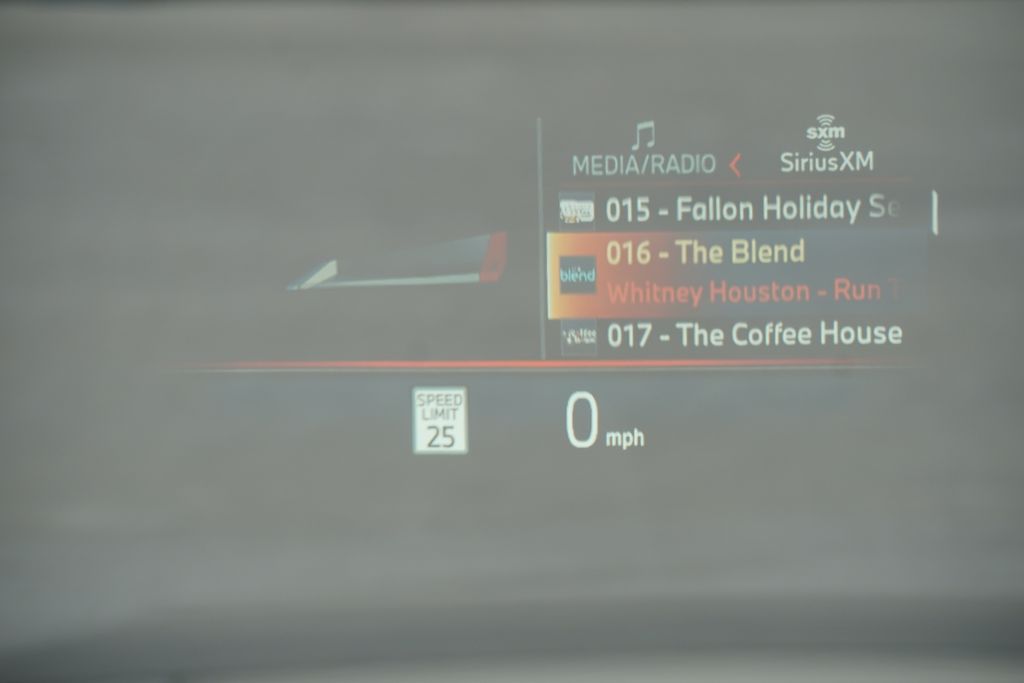 sxm
MEDIA/RADIO SiriusXM
015 - Fallon Holiday Se
016 - The Blend
blend
Whitney Houston - Run T
017 - The Coffee House
SPEED
LIMIT
25
0 mph